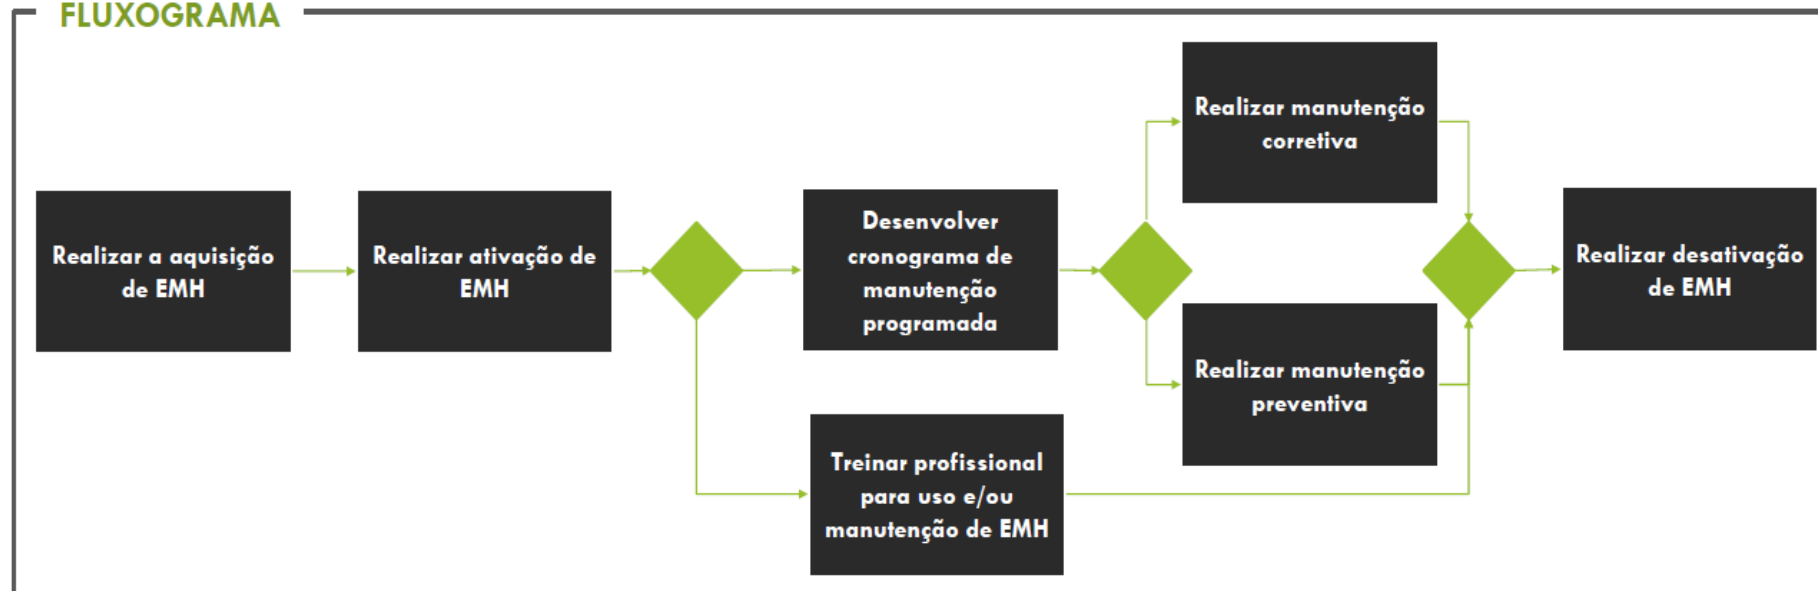 FLUXOGRAMA
Realizar a aquisição
de EMH
Realizar ativação de
EMH
Desenvolver
cronograma de
manutenção
programada
Treinar profissional
para uso e/ou
manutenção de EMH
Realizar manutenção
corretiva
Realizar manutenção
preventiva
Realizar desativação
de EMH